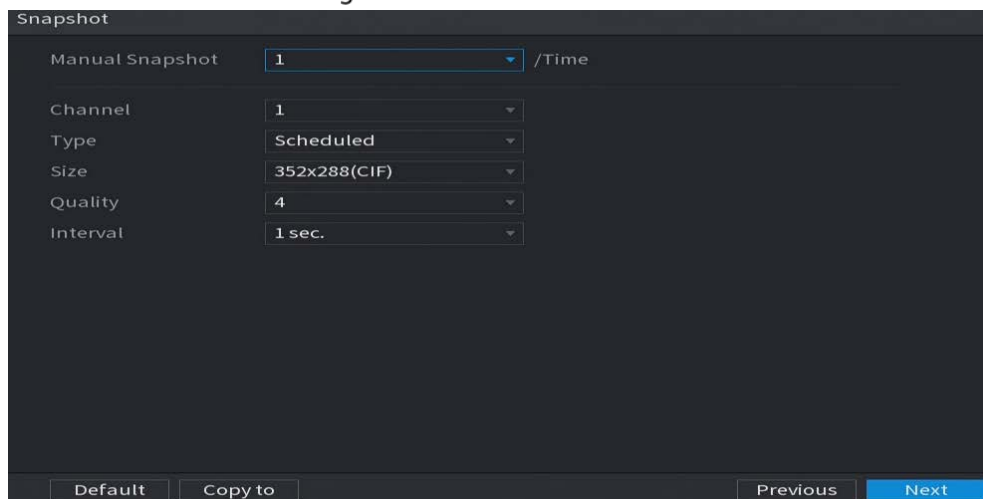 Snapshot
Manual Snapshot 1 /Time
Channel 1
Type Scheduled
Size 352x288(CIF)
Quality 4
Interval 1 sec.
Default Copy to Previous Next